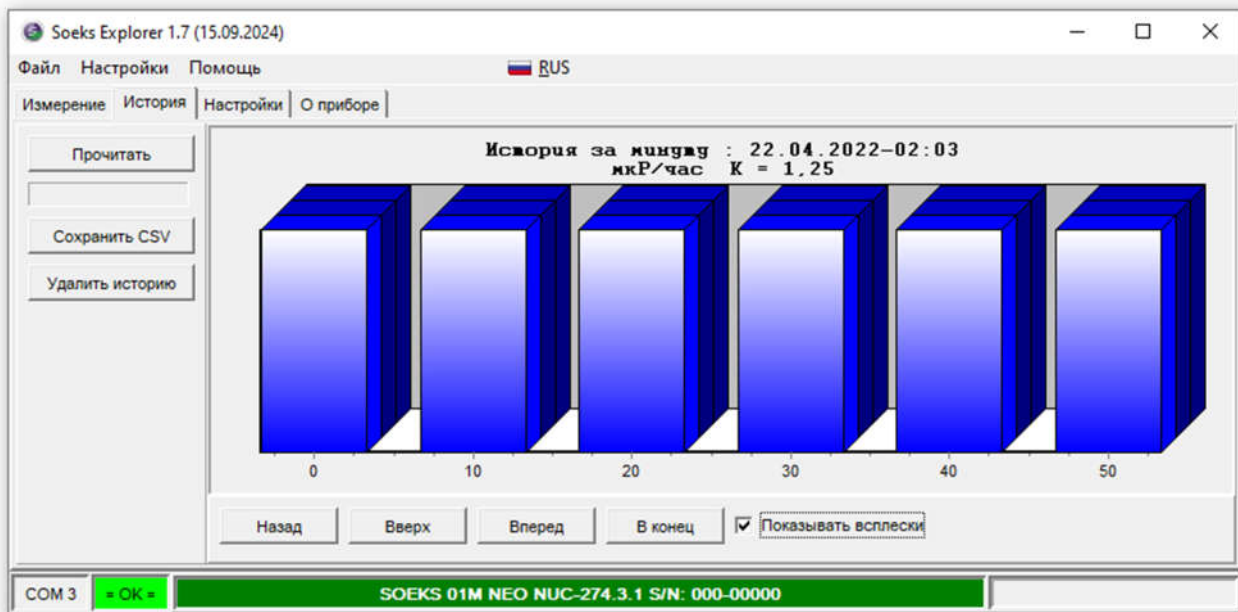 Soeks Explorer 1.7 (15.09.2024)
Файл Настройки Помощь RUS
Измерение История Настройки О приборе
Прочитать
Сохранить CSV
Удалить историю
История за минуту : 22.04.2022-02:03
мкР/час K = 1,25
0 10 20 30 40 50
Назад Вверх Вперед В конец Показывать всплески
COM 3 = OK = SOEKS 01M NEO NUC-274.3.1 S/N: 000-00000